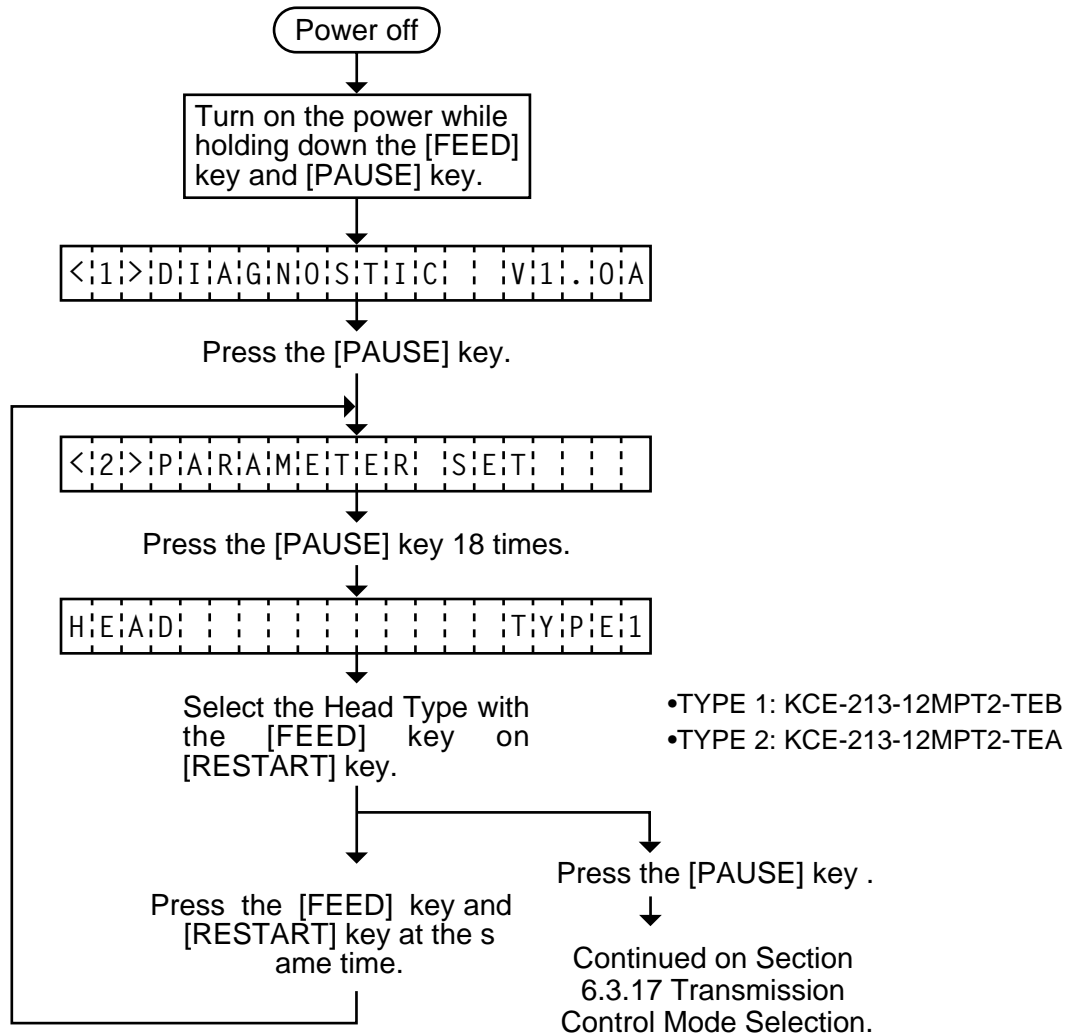 Power off
Turn on the power while
holding down the [FEED]
key and [PAUSE] key.
<1>DIAGNOSTIC  V1.0A
Press the [PAUSE] key.
<2>PARAMETER SET
Press the [PAUSE] key 18 times.
HEAD           TYPE1
Select the Head Type with
the [FEED] key on
[RESTART] key.
•TYPE 1: KCE-213-12MPT2-TEB
•TYPE 2: KCE-213-12MPT2-TEA
Press the [FEED] key and
[RESTART] key at the s
ame time.
Press the [PAUSE] key .
Continued on Section
6.3.17 Transmission
Control Mode Selection.